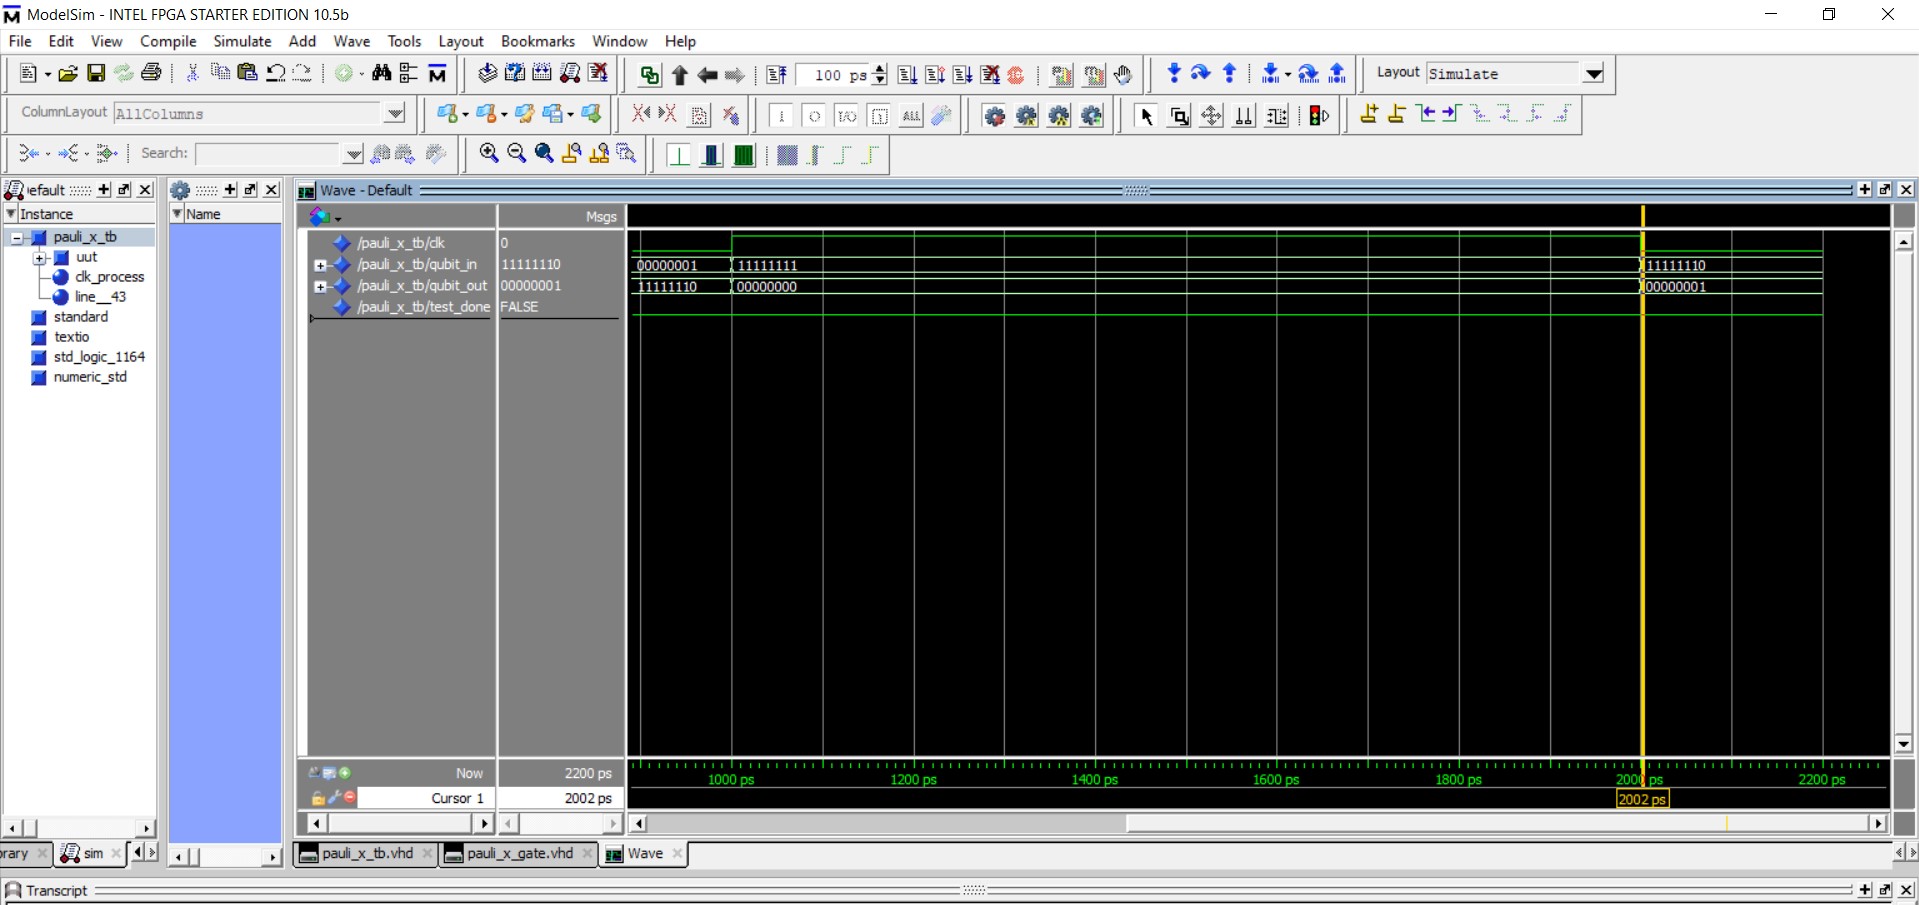 ModelSim - INTEL FPGA STARTER EDITION 10.5b
File Edit View Compile Simulate Add Wave Tools Layout Bookmarks Window Help
100 ps
Layout Simulate
ColumnLayout AllColumns
Search:
efault
Instance
pauli_x_tb
uut
clk_process
line__43
standard
textio
std_logic_1164
numeric_std
Name
Wave - Default
Msgs
/pauli_x_tb/clk 0
/pauli_x_tb/qubit_in 11111110 00000001 11111111 11111110
/pauli_x_tb/qubit_out 00000001 11111110 00000000 00000001
/pauli_x_tb/test_done FALSE
Now 2200 ps
1000 ps 1200 ps 1400 ps 1600 ps 1800 ps 2000 ps 2200 ps
Cursor 1 2002 ps 2002 ps
rary sim
pauli_x_tb.vhd pauli_x_gate.vhd Wave
Transcript